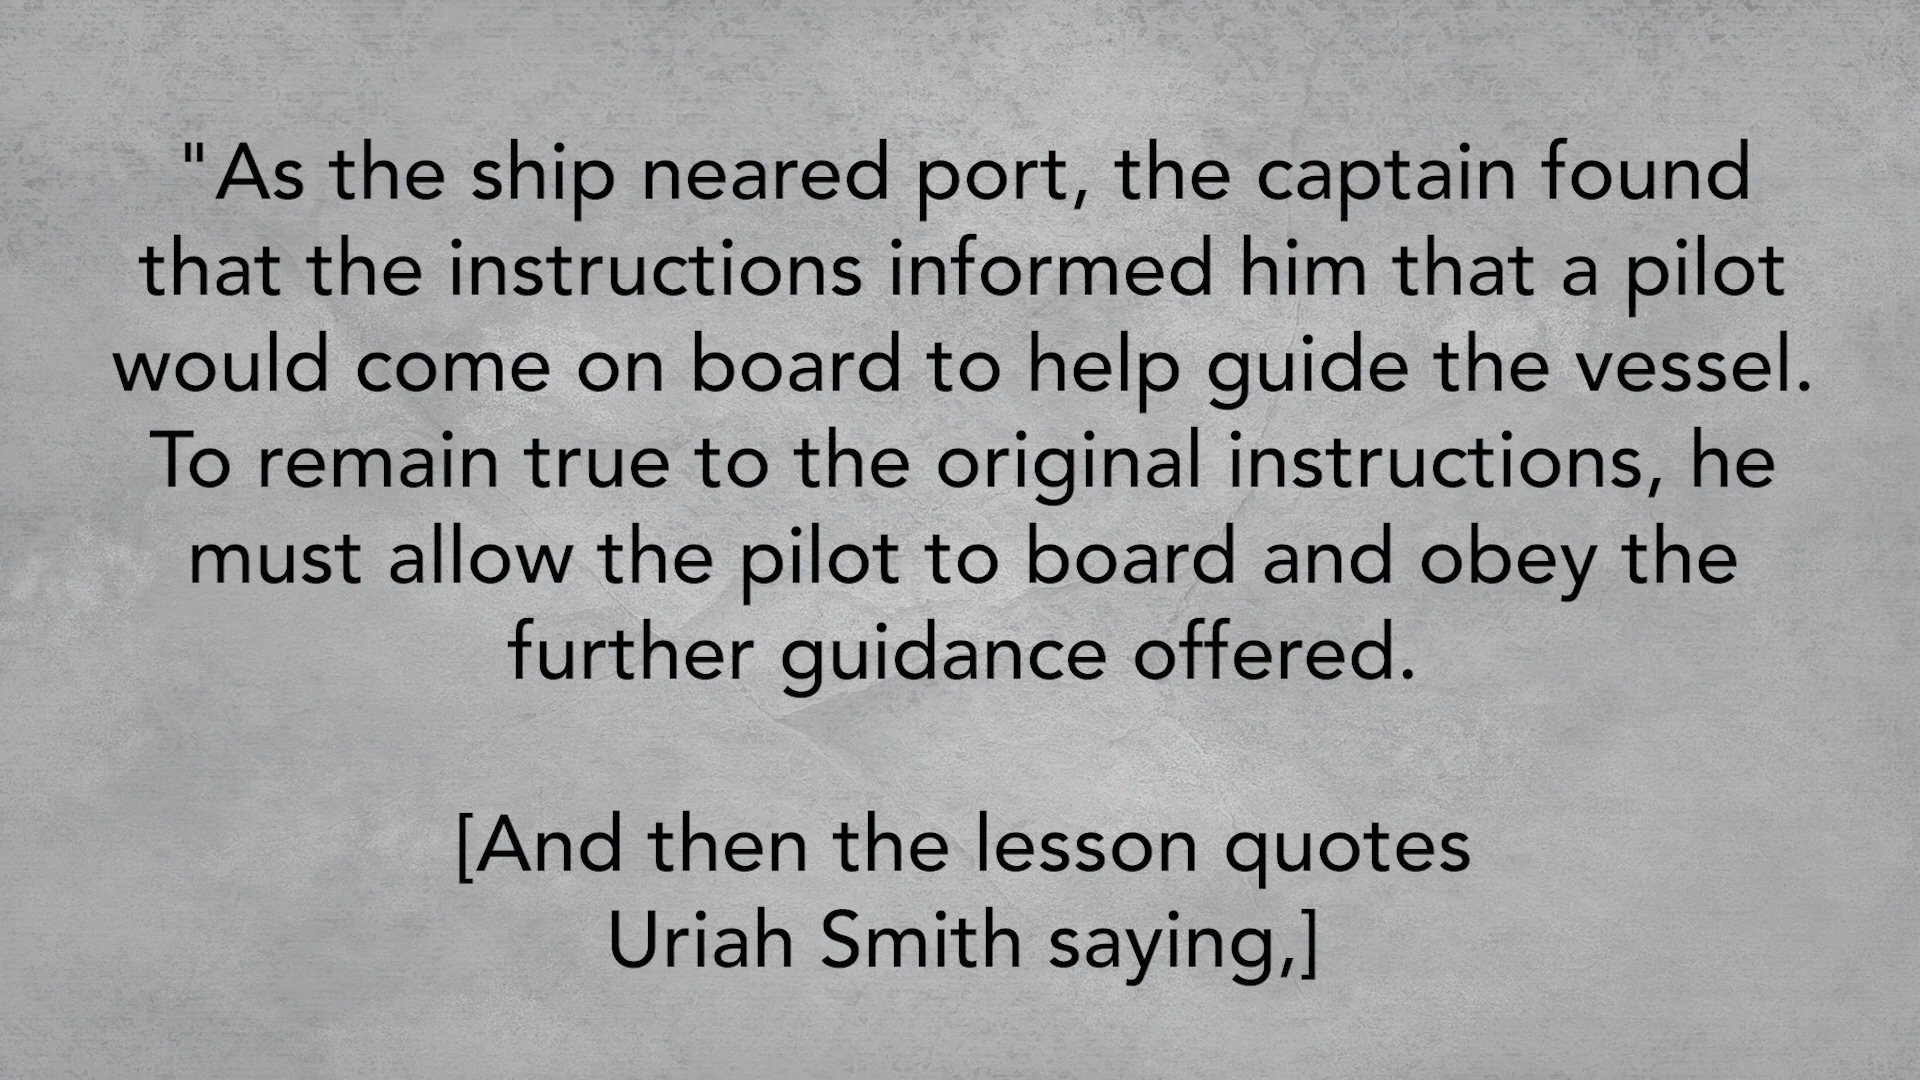 "As the ship neared port, the captain found
that the instructions informed him that a pilot
would come on board to help guide the vessel.
To remain true to the original instructions, he
must allow the pilot to board and obey the
further guidance offered.
[And then the lesson quotes
Uriah Smith saying,]